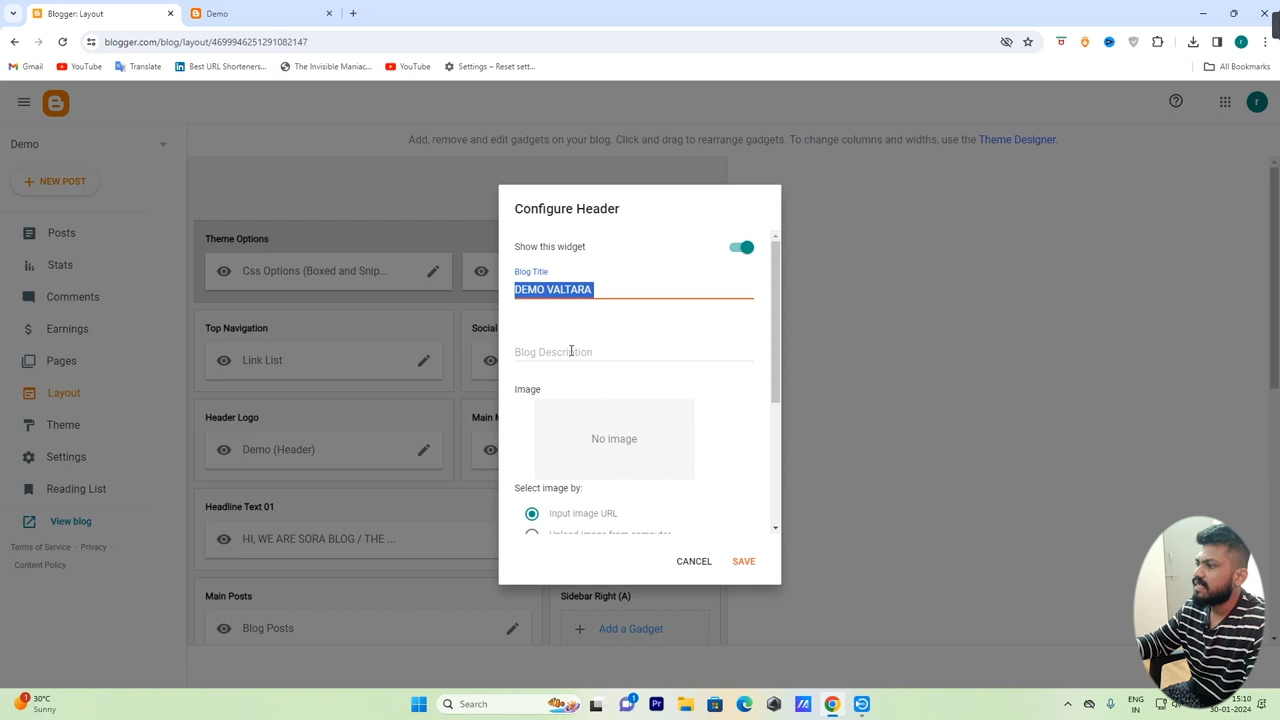 Blogger: Layout
Demo
blogger.com/blog/layout/4699946251291082147
Gmail
YouTube
Translate
Best URL Shorteners...
The Invisible Maniac...
YouTube
Settings – Reset sett...
All Bookmarks
r
Demo
NEW POST
Posts
Stats
Comments
Earnings
Pages
Layout
Theme
Settings
Reading List
View blog
Terms of Service · Privacy ·
Content Policy
Add, remove and edit gadgets on your blog. Click and drag to rearrange gadgets. To change columns and widths, use the Theme Designer.
Theme Options
Css Options (Boxed and Snip...
Top Navigation
Social
Link List
Header Logo
Main M
Demo (Header)
Headline Text 01
HI, WE ARE SORA BLOG / THE ...
Main Posts
Blog Posts
Sidebar Right (A)
Add a Gadget
Configure Header
Show this widget
Blog Title
DEMO VALTARA
Blog Description
Image
No image
Select image by:
Input image URL
Upload image from computer
CANCEL
SAVE
1
30°C
Sunny
Search
1
ENG
IN
15:10
30-01-2024